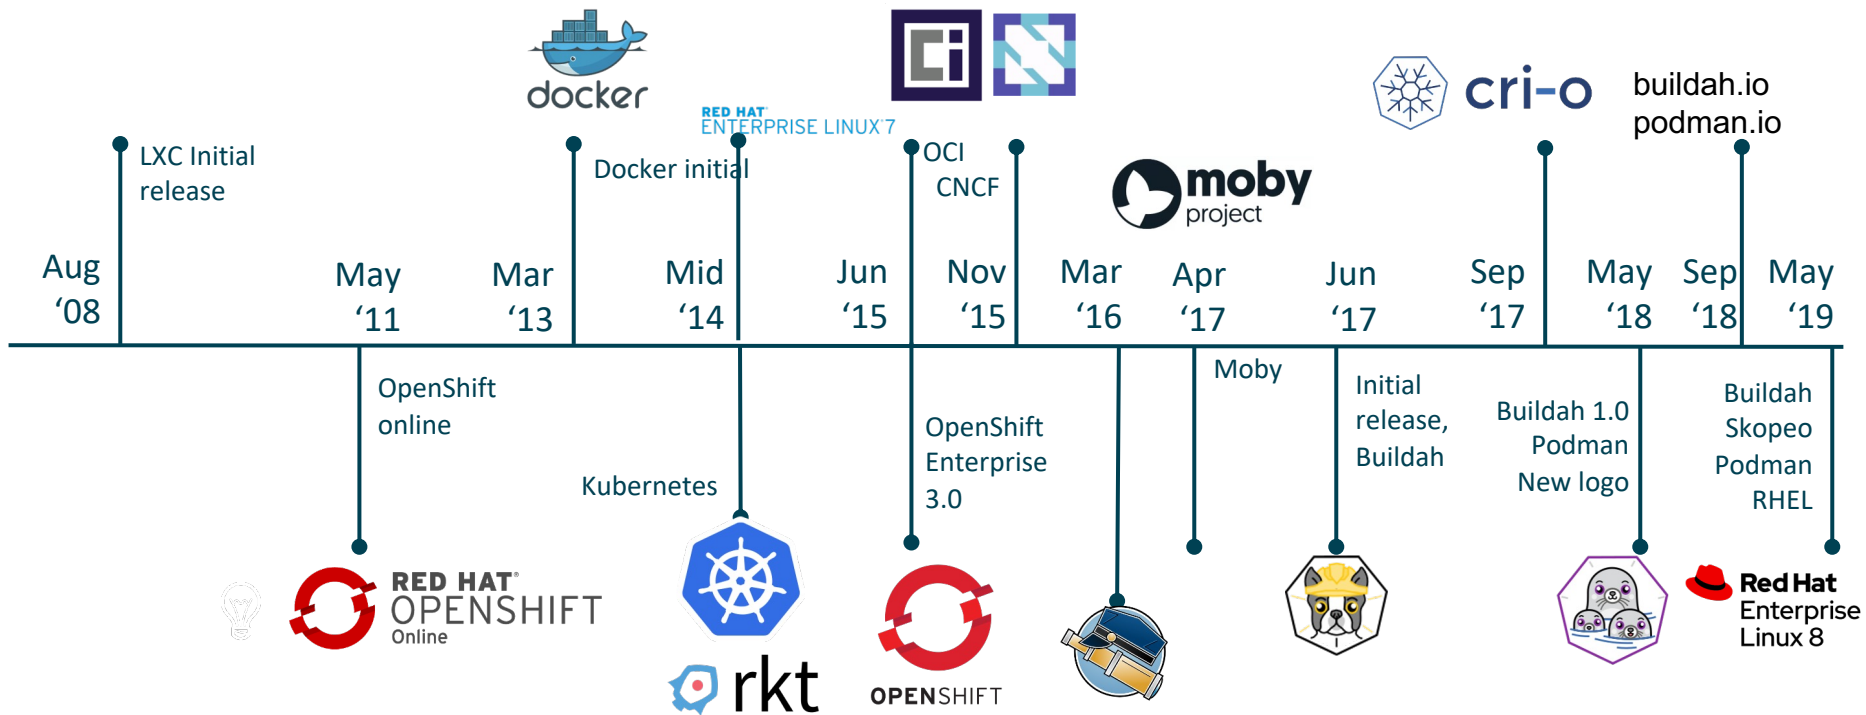 docker
RED HAT
ENTERPRISE LINUX 7
Ci
cri-o
buildah.io
podman.io
LXC Initial
release
Docker initial
OCI
CNCF
moby
project
Aug
‘08
May
‘11
Mar
‘13
Mid
‘14
Jun
‘15
Nov
‘15
Mar
‘16
Apr
‘17
Jun
‘17
Sep
‘17
May
‘18
Sep
‘18
May
‘19
OpenShift
online
Kubernetes
OpenShift
Enterprise
3.0
Moby
Initial
release,
Buildah
Buildah 1.0
Podman
New logo
Buildah
Skopeo
Podman
RHEL
RED HAT®
OPENSHIFT
Online
rkt
OPENSHIFT
Red Hat
Enterprise
Linux 8